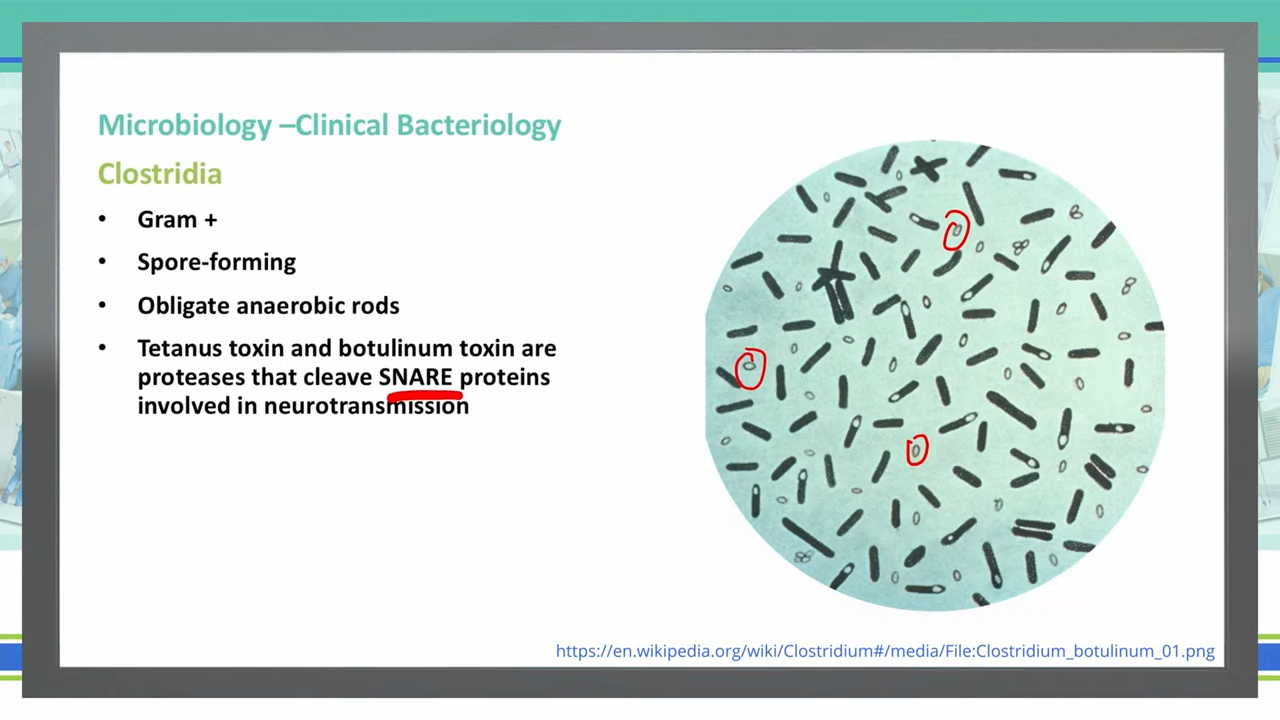 Microbiology –Clinical Bacteriology
Clostridia
• Gram +
• Spore-forming
• Obligate anaerobic rods
• Tetanus toxin and botulinum toxin are
proteases that cleave SNARE proteins
involved in neurotransmission
https://en.wikipedia.org/wiki/Clostridium#/media/File:Clostridium_botulinum_01.png